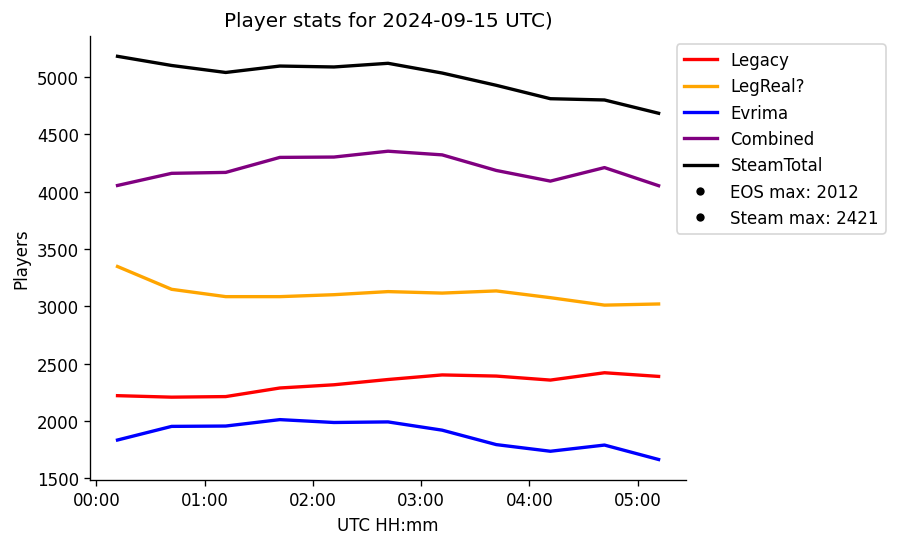 Player stats for 2024-09-15 UTC)
Legacy
LegReal?
Evrima
Combined
SteamTotal
EOS max: 2012
Steam max: 2421
Players
5000
4500
4000
3500
3000
2500
2000
1500
00:00 01:00 02:00 03:00 04:00 05:00
UTC HH:mm